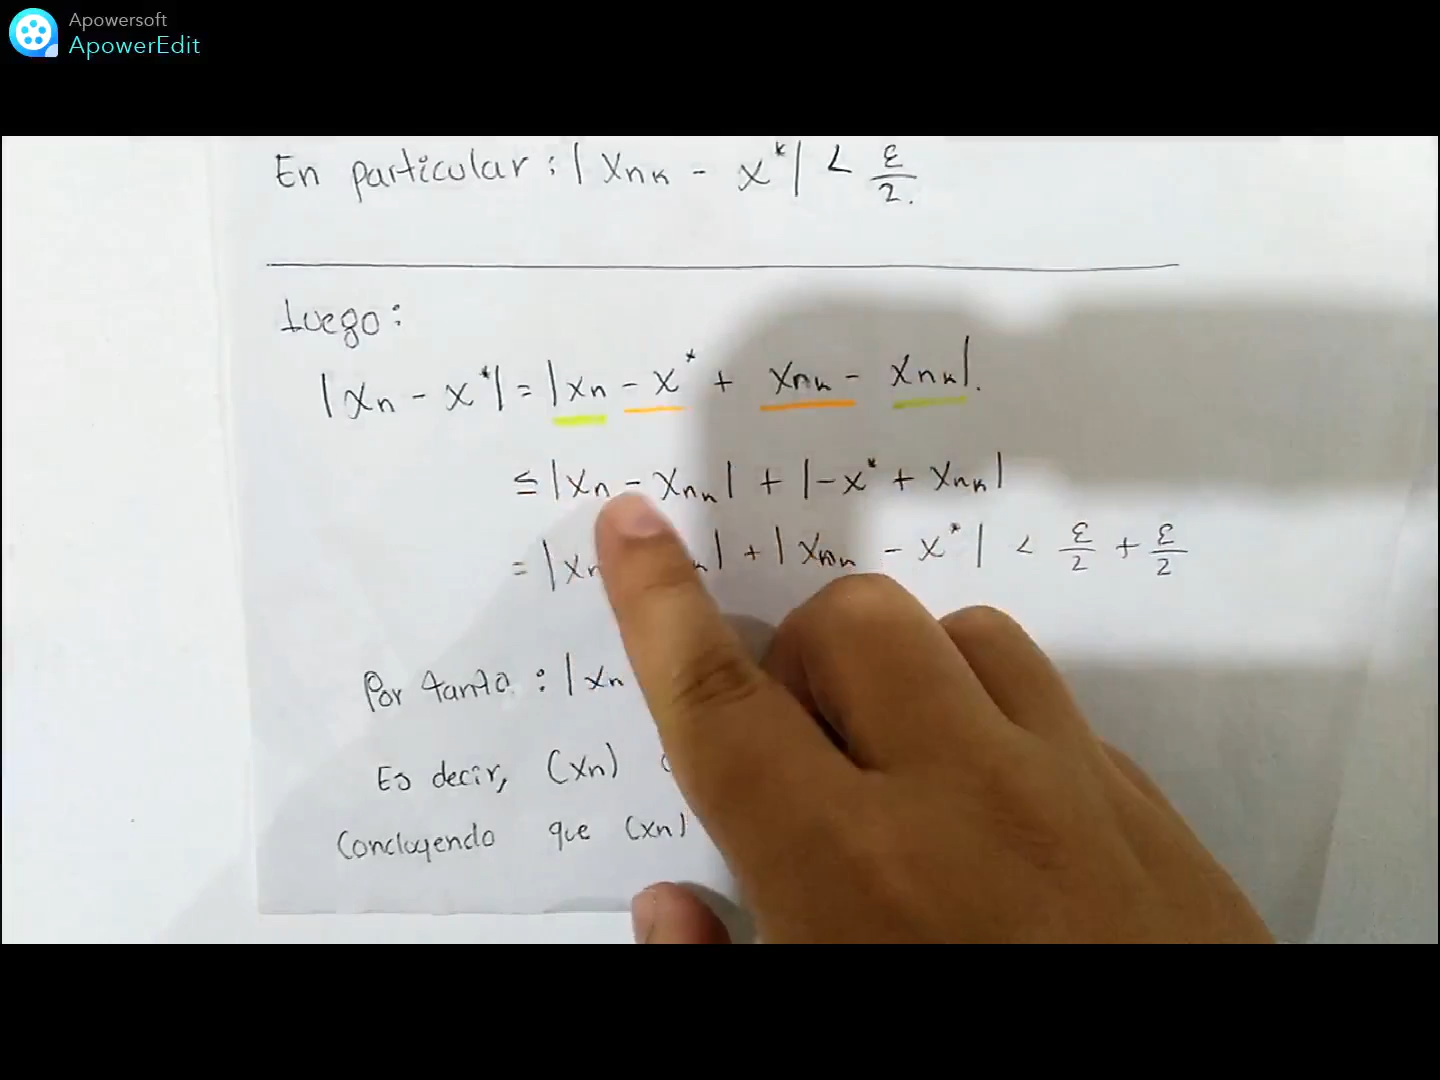 Apowersoft
ApowerEdit
En particular: | xnk - x* | < ε/2.
Luego:
| xn - x* | = | xn - x* + xnk - xnk |.
≤ | xn - xnk | + | -x* + xnk |
= | xn | + | xnk - x* | < ε/2 + ε/2
Por tanto: | xn
Es decir, (xn)
Concluyendo que (xn)